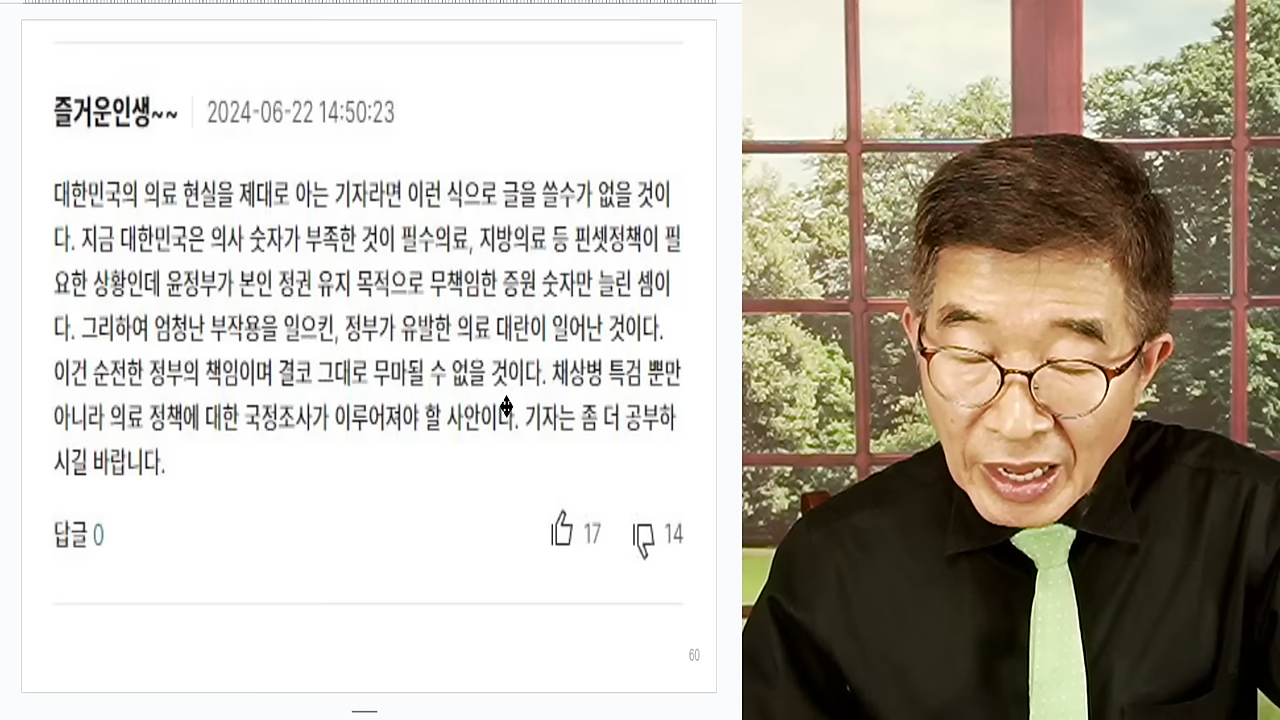 즐거운인생~~ 2024-06-22 14:50:23
대한민국의 의료 현실을 제대로 아는 기자라면 이런 식으로 글을 쓸수가 없을 것이
다. 지금 대한민국은 의사 숫자가 부족한 것이 필수의료, 지방의료 등 핀셋정책이 필
요한 상황인데 윤정부가 본인 정권 유지 목적으로 무책임한 증원 숫자만 늘린 셈이
다. 그리하여 엄청난 부작용을 일으킨, 정부가 유발한 의료 대란이 일어난 것이다.
이건 순전한 정부의 책임이며 결코 그대로 무마될 수 없을 것이다. 채상병 특검 뿐만
아니라 의료 정책에 대한 국정조사가 이루어져야 할 사안이다. 기자는 좀 더 공부하
시길 바랍니다.
답글 0 17 14
60